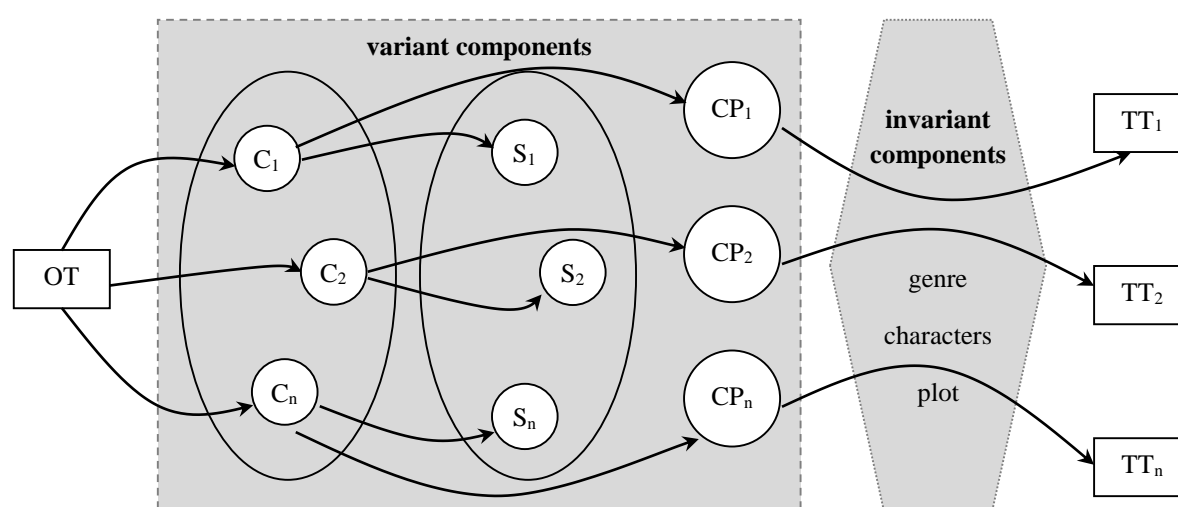 variant components
OT
C₁
C₂
Cₙ
S₁
S₂
Sₙ
CP₁
CP₂
CPₙ
invariant
components
genre
characters
plot
TT₁
TT₂
TTₙ